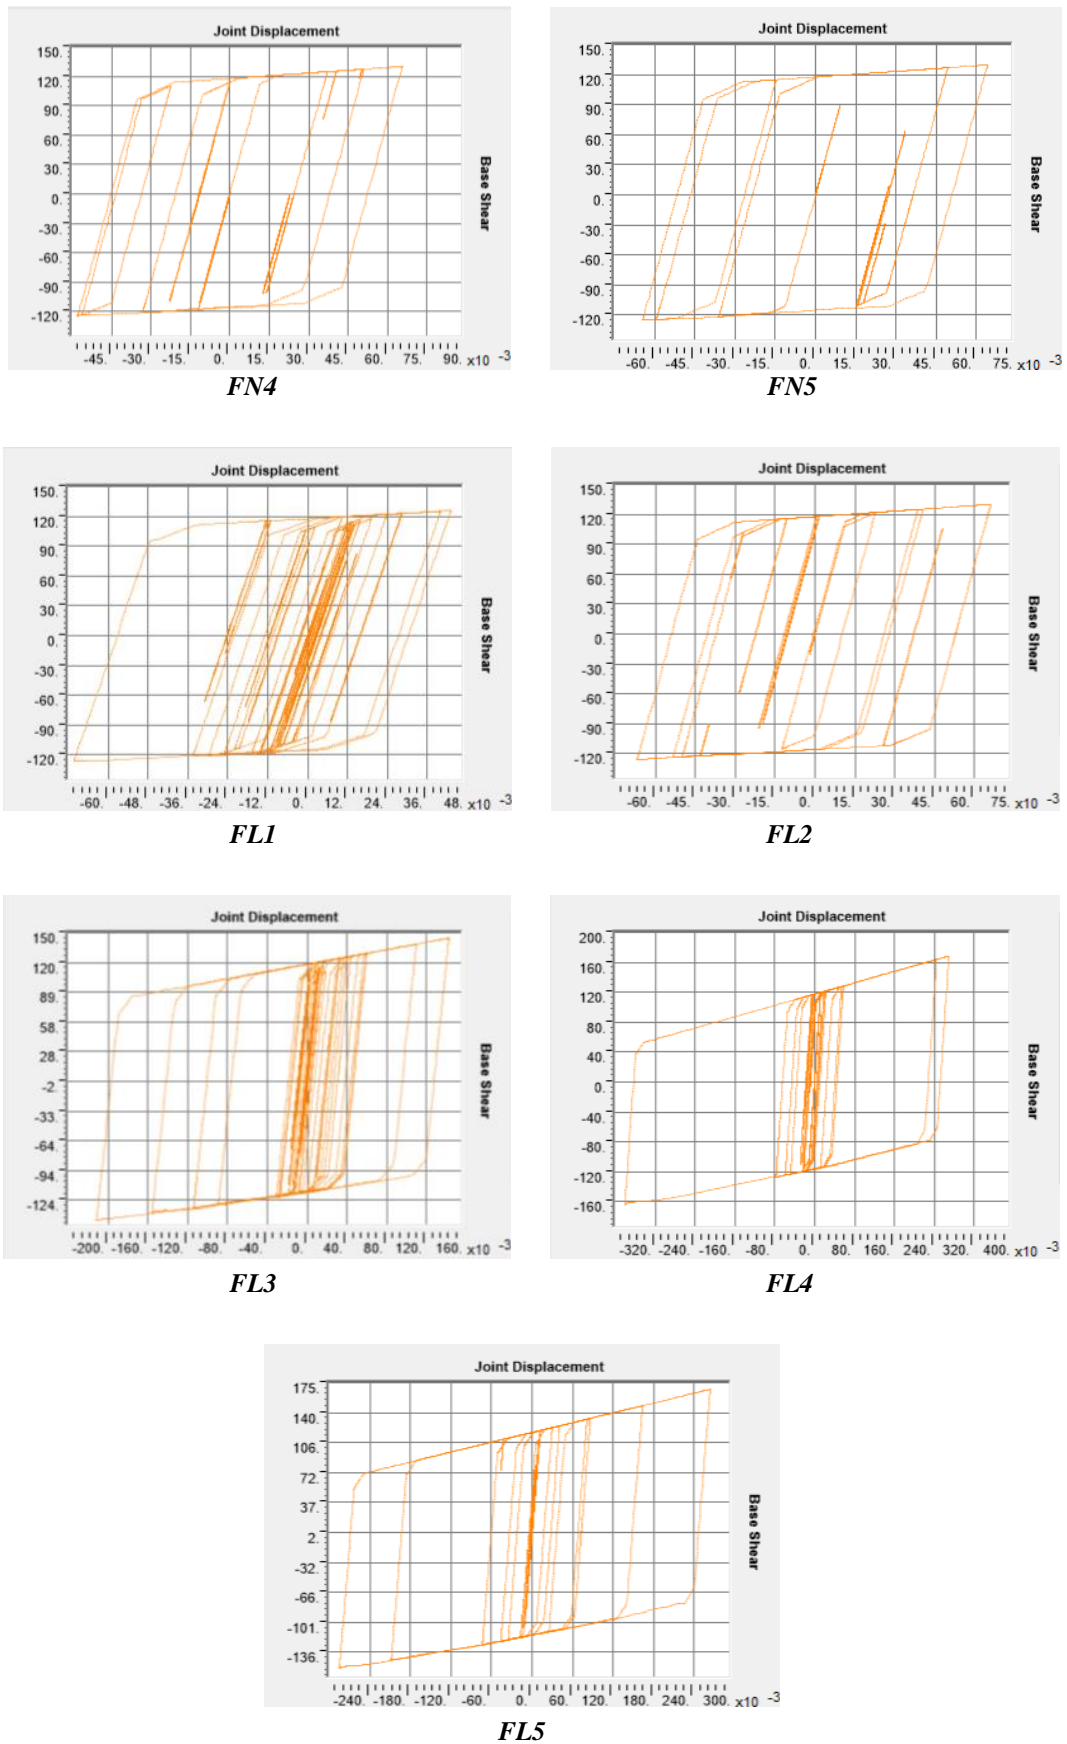 Joint Displacement
150.
120.
90.
60.
30.
0.
-30.
-60.
-90.
-120.
Base Shear
-45. -30. -15. 0. 15. 30. 45. 60. 75. 90. x10 -3
FN4
Joint Displacement
150.
120.
90.
60.
30.
0.
-30.
-60.
-90.
-120.
Base Shear
-60. -45. -30. -15. 0. 15. 30. 45. 60. 75. x10 -3
FN5
Joint Displacement
150.
120.
90.
60.
30.
0.
-30.
-60.
-90.
-120.
Base Shear
-60. -48. -36. -24. -12. 0. 12. 24. 36. 48. x10 -3
FL1
Joint Displacement
150.
120.
90.
60.
30.
0.
-30.
-60.
-90.
-120.
Base Shear
-60. -45. -30. -15. 0. 15. 30. 45. 60. 75. x10 -3
FL2
Joint Displacement
150.
120.
89.
58.
28.
-2.
-33.
-64.
-94.
-124.
Base Shear
-200. -160. -120. -80. -40. 0. 40. 80. 120. 160. x10 -3
FL3
Joint Displacement
200.
160.
120.
80.
40.
0.
-40.
-80.
-120.
-160.
Base Shear
-320. -240. -160. -80. 0. 80. 160. 240. 320. 400. x10 -3
FL4
Joint Displacement
175.
140.
106.
72.
37.
2.
-32.
-66.
-101.
-136.
Base Shear
-240. -180. -120. -60. 0. 60. 120. 180. 240. 300. x10 -3
FL5